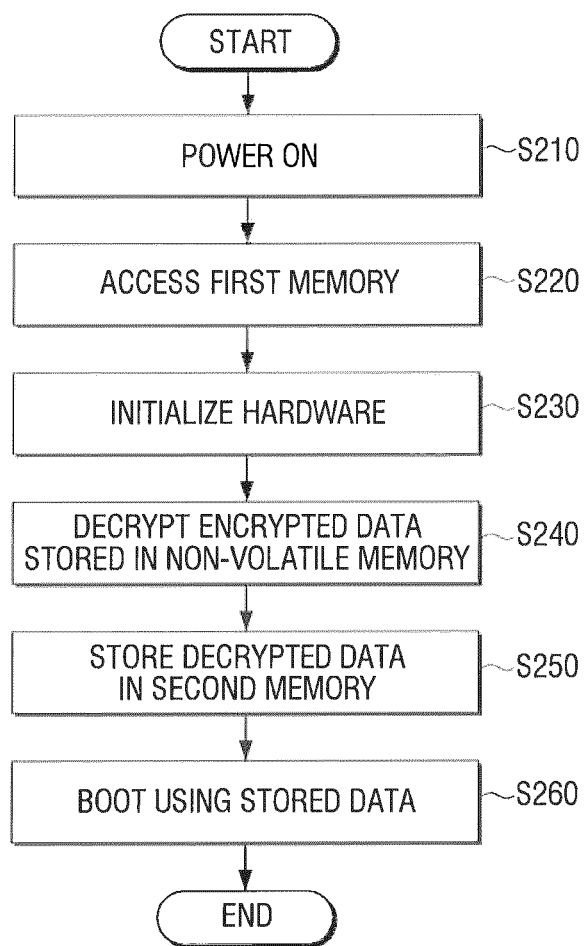 START
POWER ON
S210
ACCESS FIRST MEMORY
S220
INITIALIZE HARDWARE
S230
DECRYPT ENCRYPTED DATA
STORED IN NON-VOLATILE MEMORY
S240
STORE DECRYPTED DATA
IN SECOND MEMORY
S250
BOOT USING STORED DATA
S260
END